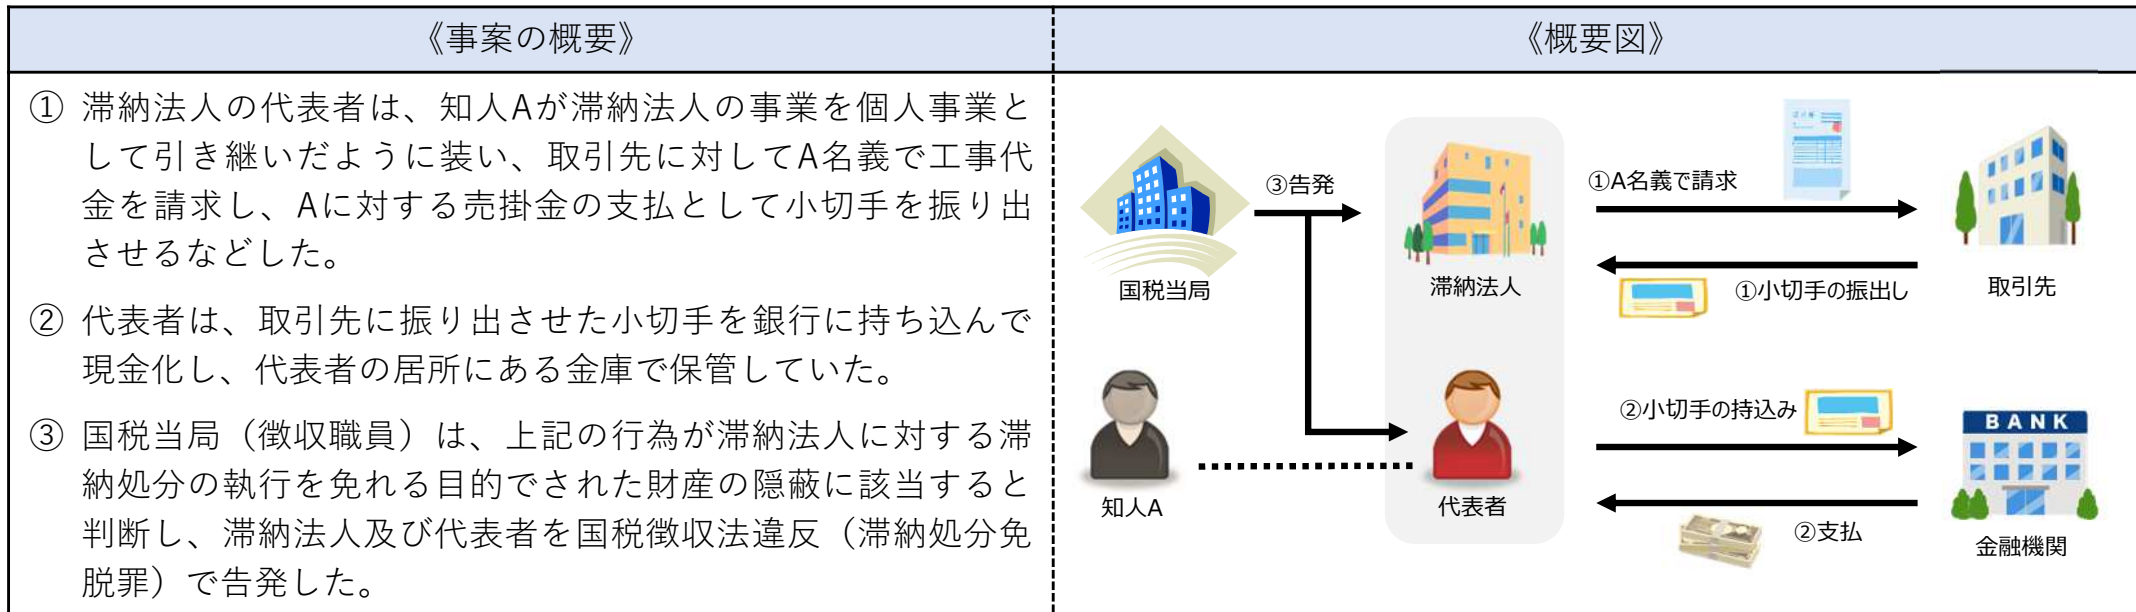 《事案の概要》
① 滞納法人の代表者は、知人Aが滞納法人の事業を個人事業と
して引き継いだように装い、取引先に対してA名義で工事代
金を請求し、Aに対する売掛金の支払として小切手を振り出
させるなどした。
② 代表者は、取引先に振り出させた小切手を銀行に持ち込んで
現金化し、代表者の居所にある金庫で保管していた。
③ 国税当局（徴収職員）は、上記の行為が滞納法人に対する滞
納処分の執行を免れる目的でされた財産の隠蔽に該当すると
判断し、滞納法人及び代表者を国税徴収法違反（滞納処分免
脱罪）で告発した。
《概要図》
③告発
①A名義で請求
国税当局
滞納法人
①小切手の振出し
取引先
②小切手の持込み
BANK
知人A
代表者
②支払
金融機関